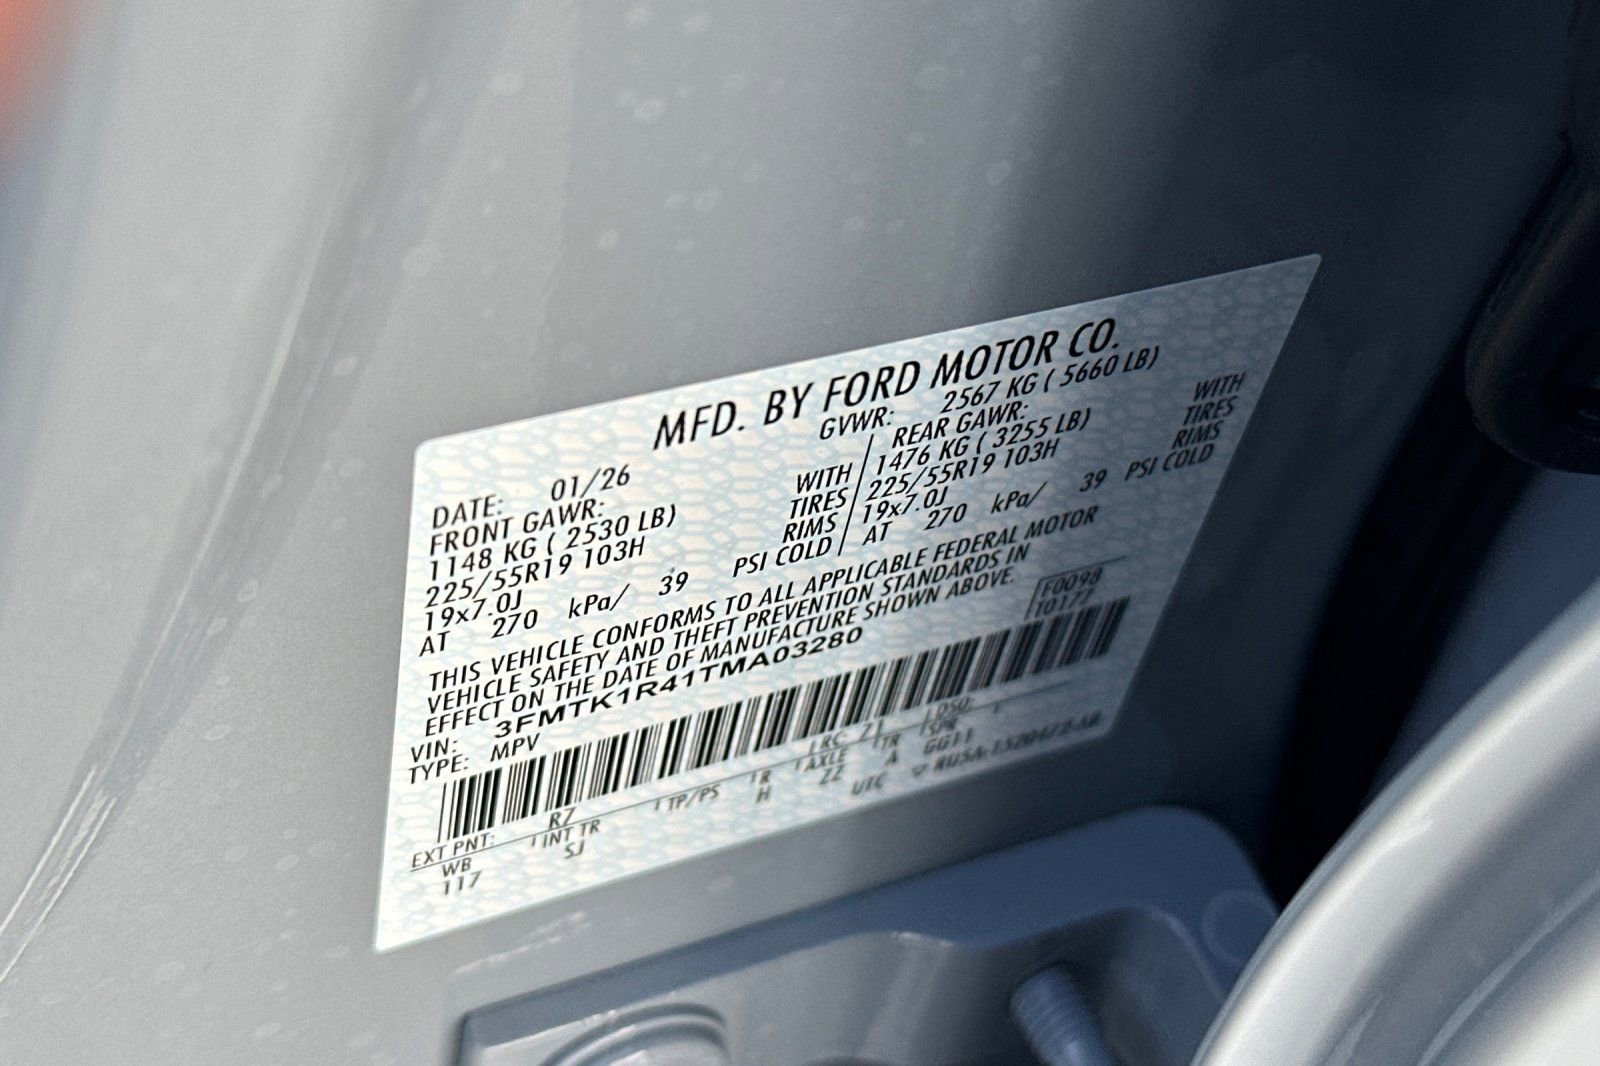 MFD. BY FORD MOTOR CO.
DATE: 01/26 GVWR: 2567 KG ( 5660 LB)
FRONT GAWR: REAR GAWR:
1148 KG ( 2530 LB) WITH 1476 KG ( 3255 LB) WITH
225/55R19 103H TIRES 225/55R19 103H TIRES
19x7.0J RIMS 19x7.0J RIMS
AT 270 kPa/ 39 PSI COLD AT 270 kPa/ 39 PSI COLD
THIS VEHICLE CONFORMS TO ALL APPLICABLE FEDERAL MOTOR
VEHICLE SAFETY AND THEFT PREVENTION STANDARDS IN
EFFECT ON THE DATE OF MANUFACTURE SHOWN ABOVE.
VIN: 3FMTK1R41TMA03280 F0098
TYPE: MPV T0177
EXT PNT: RZ RC: 71 DSO:
WB INT TR TP/PS R AXLE TR SPR
117 SJ H ZZ A GG11
UTC